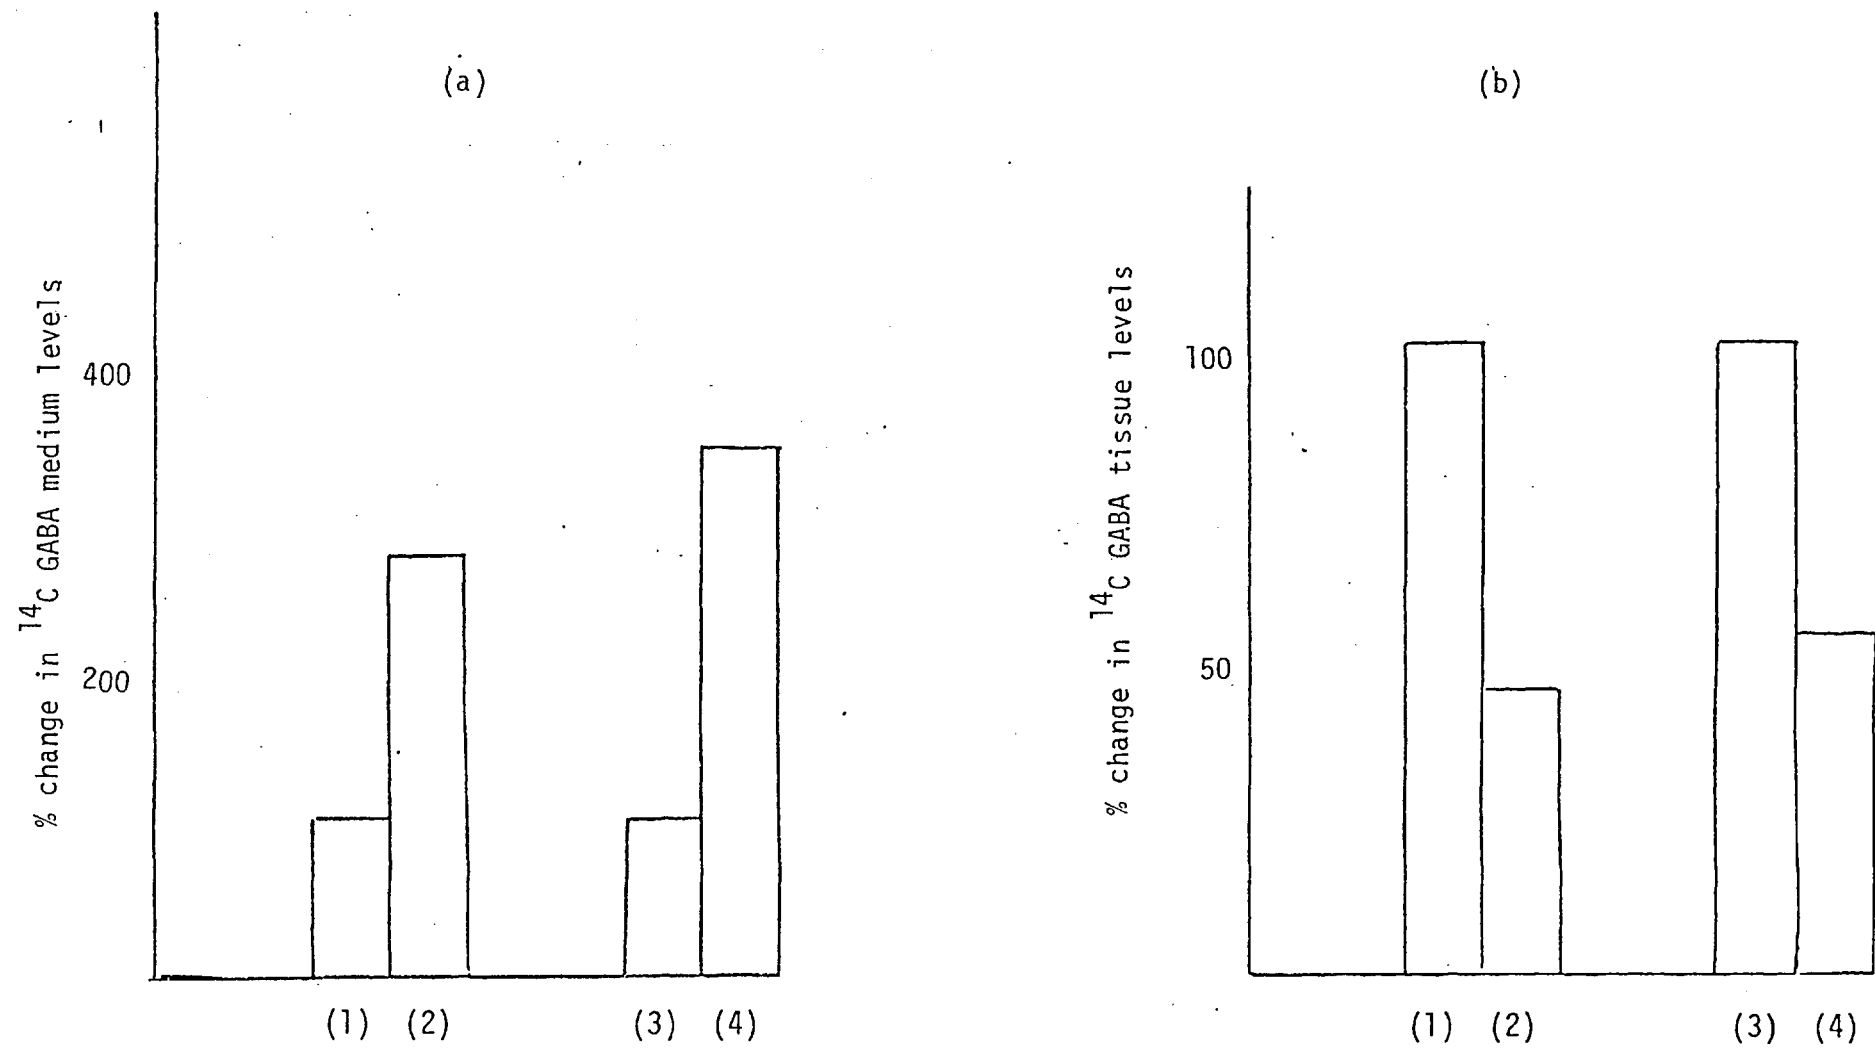 (a)
% change in 14C GABA medium levels
400
200
(1) (2) (3) (4)
(b)
% change in 14C GABA tissue levels
100
50
(1) (2) (3) (4)